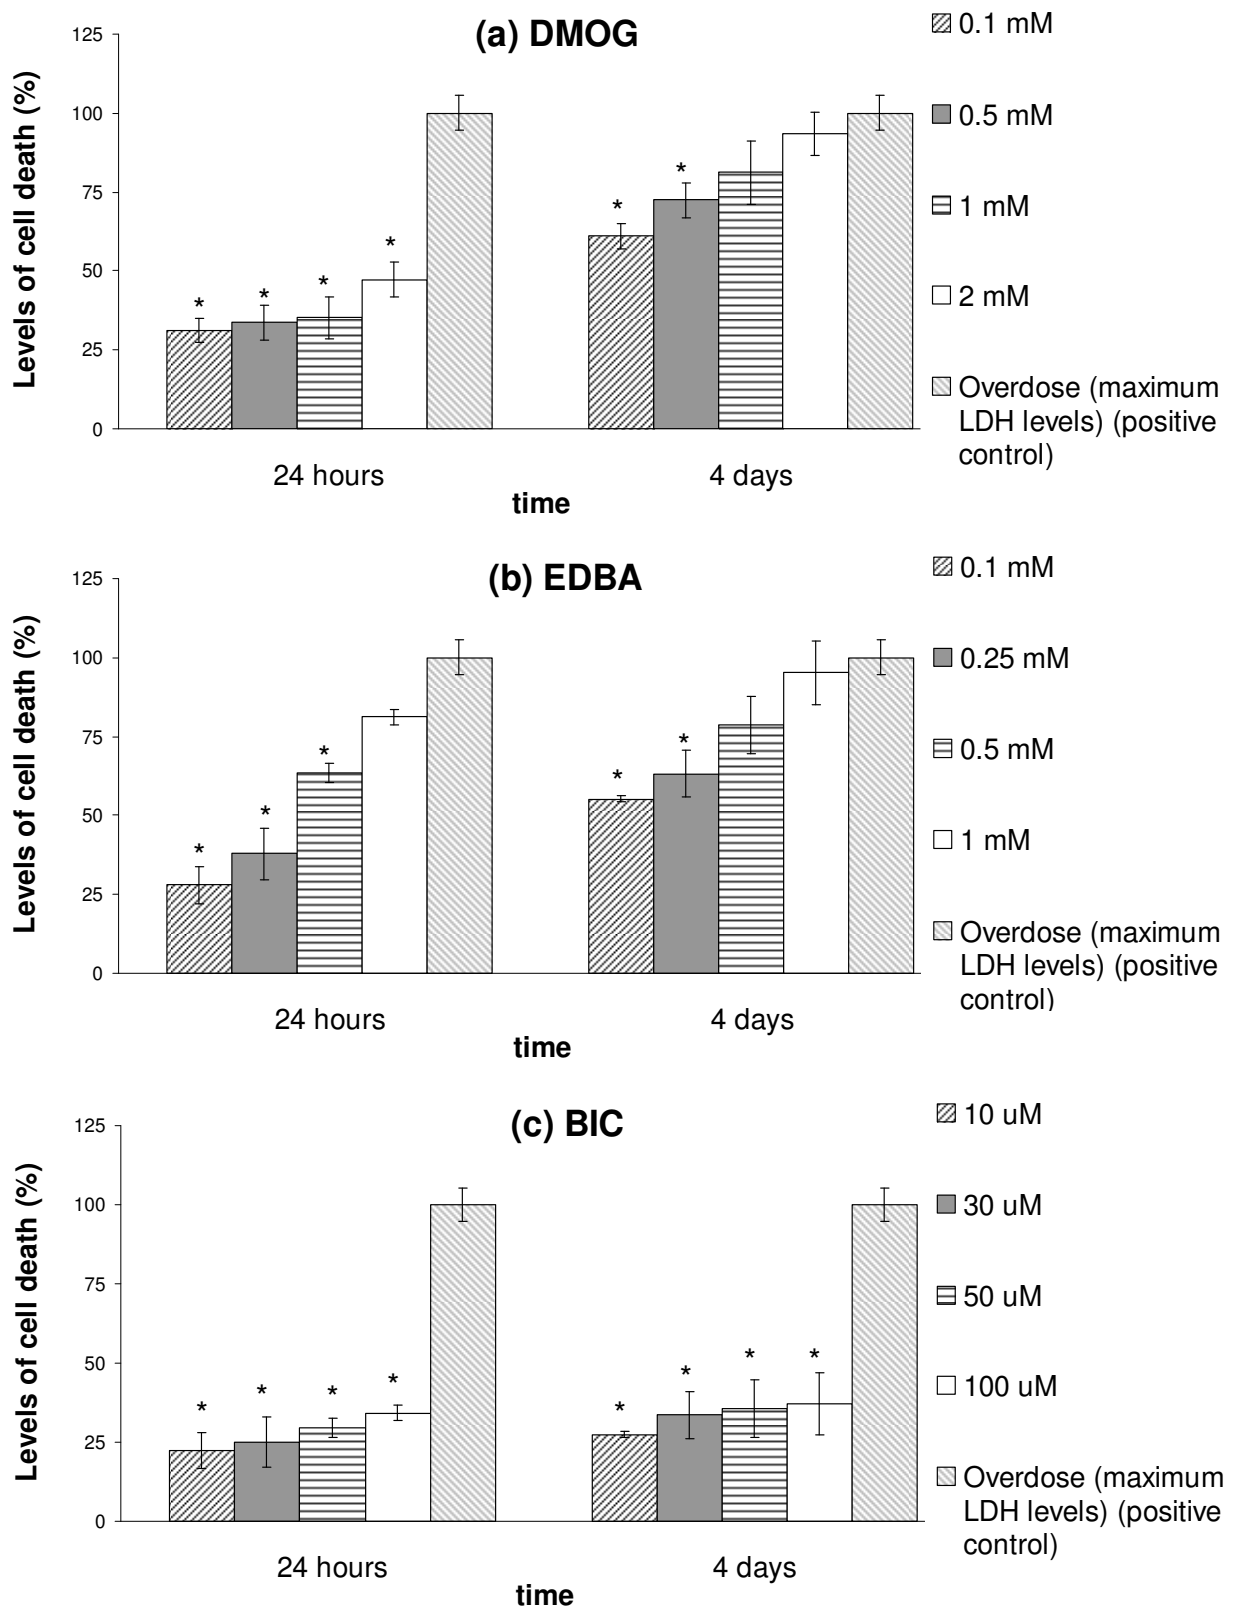 (a) DMOG
Levels of cell death (%)
125
100
75
50
25
0
* * * *
* *
24 hours
4 days
time
0.1 mM
0.5 mM
1 mM
2 mM
Overdose (maximum
LDH levels) (positive
control)
(b) EDBA
Levels of cell death (%)
125
100
75
50
25
0
* * *
* *
24 hours
4 days
time
0.1 mM
0.25 mM
0.5 mM
1 mM
Overdose (maximum
LDH levels) (positive
control)
(c) BIC
Levels of cell death (%)
125
100
75
50
25
0
* * * *
* * * *
24 hours
4 days
time
10 uM
30 uM
50 uM
100 uM
Overdose (maximum
LDH levels) (positive
control)